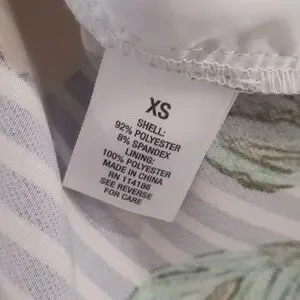 XS
SHELL:
92% POLYESTER
8% SPANDEX
LINING:
100% POLYESTER
MADE IN CHINA
RN 114186
SEE REVERSE
FOR CARE